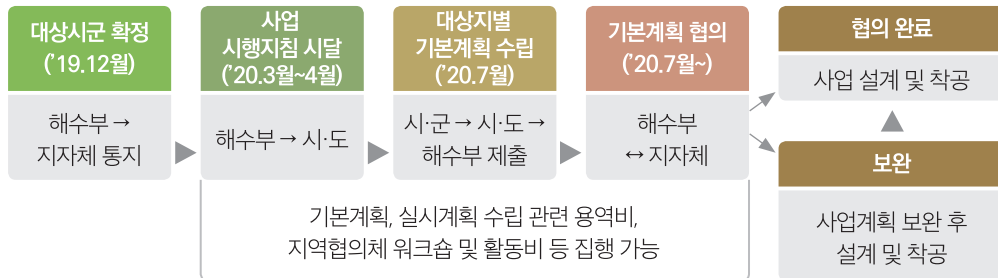 대상시군 확정
('19.12월)
해수부 →
지자체 통지
사업
시행지침 시달
('20.3월~4월)
해수부 → 시·도
대상지별
기본계획 수립
('20.7월)
시·군 → 시·도 →
해수부 제출
기본계획 협의
('20.7월~)
해수부
↔ 지자체
협의 완료
사업 설계 및 착공
보완
사업계획 보완 후
설계 및 착공
기본계획, 실시계획 수립 관련 용역비,
지역협의체 워크숍 및 활동비 등 집행 가능